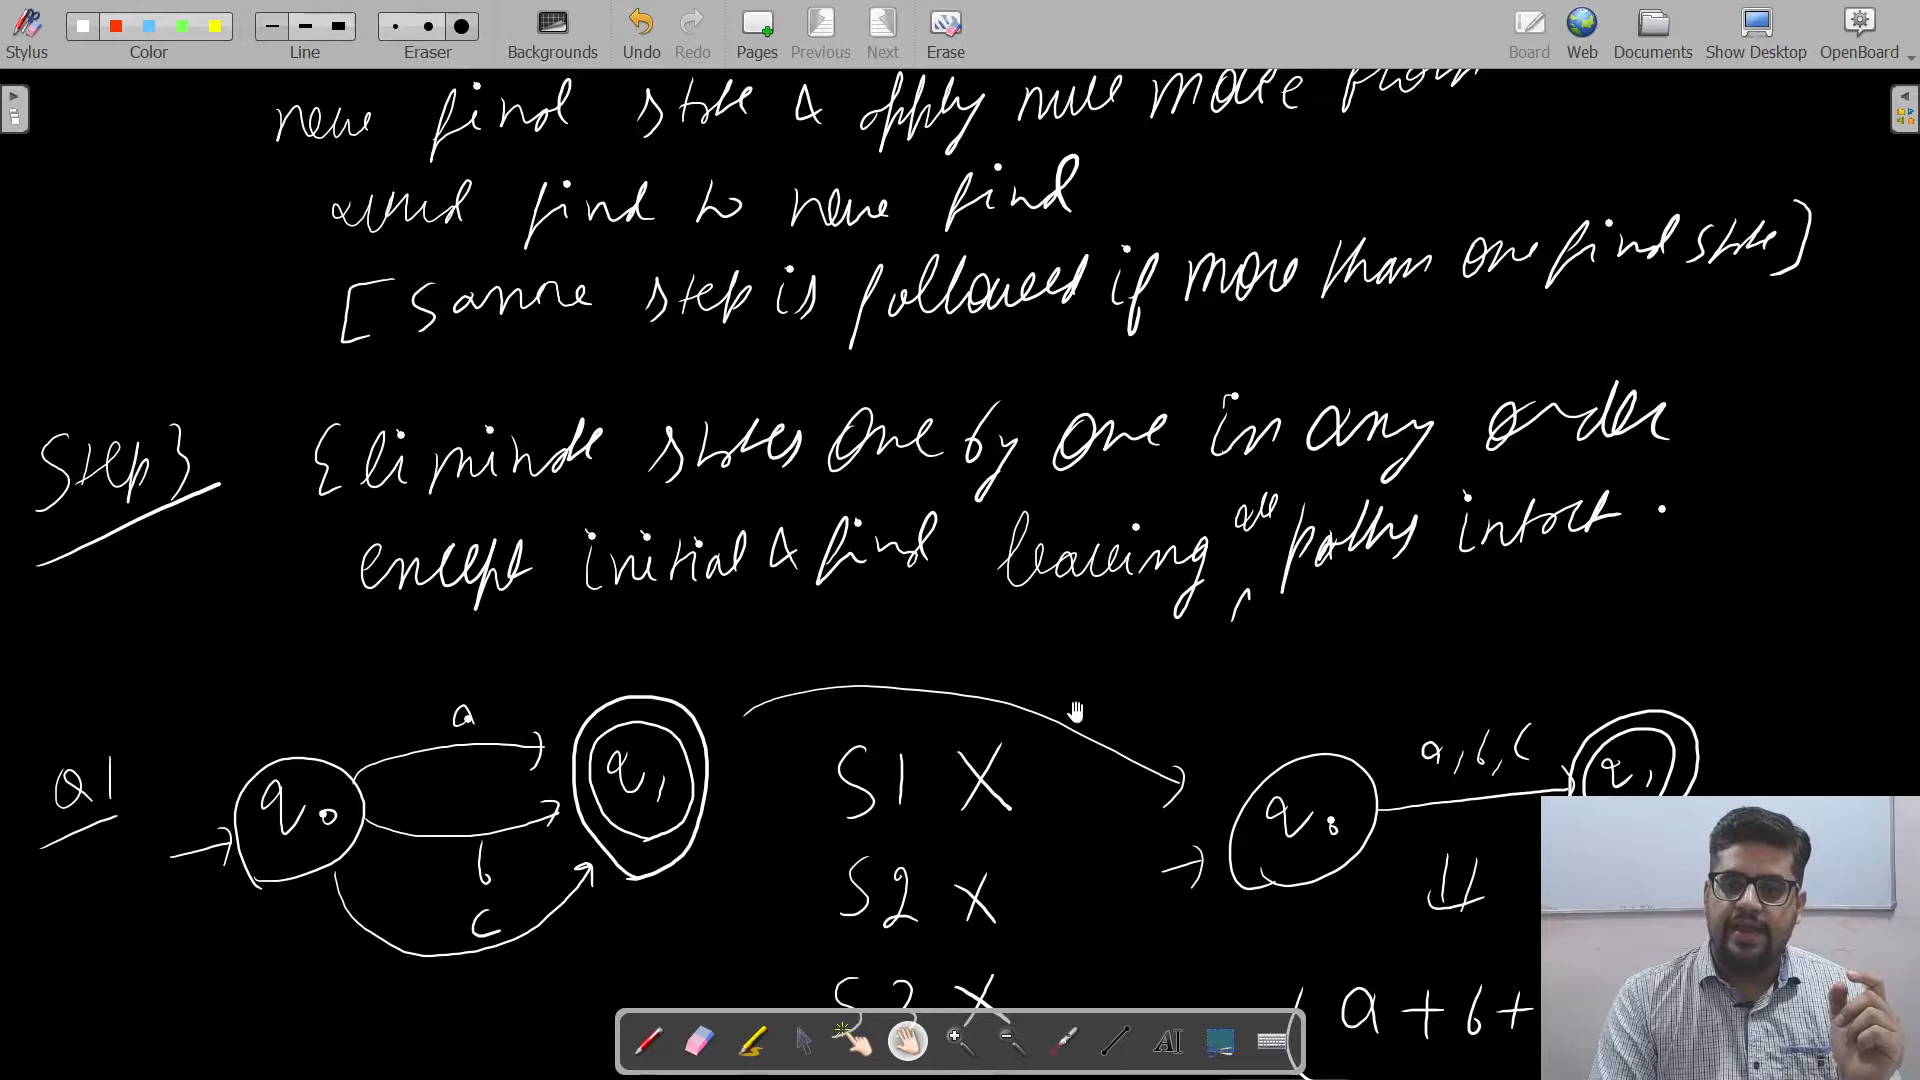 Stylus Color Line Eraser Backgrounds Undo Redo Pages Previous Next Erase Board Web Documents Show Desktop OpenBoard
new final state & apply null move from
actual final to new final
[Same step is followed if more than one final state]
Step 3 Eliminate states one by one in any order
except initial & final leaving all paths intact.
Q1
q0
a
b
c
q1
S1 X
S2 X
S3 X
q0
a, b, c
q1
(a + b +
AI